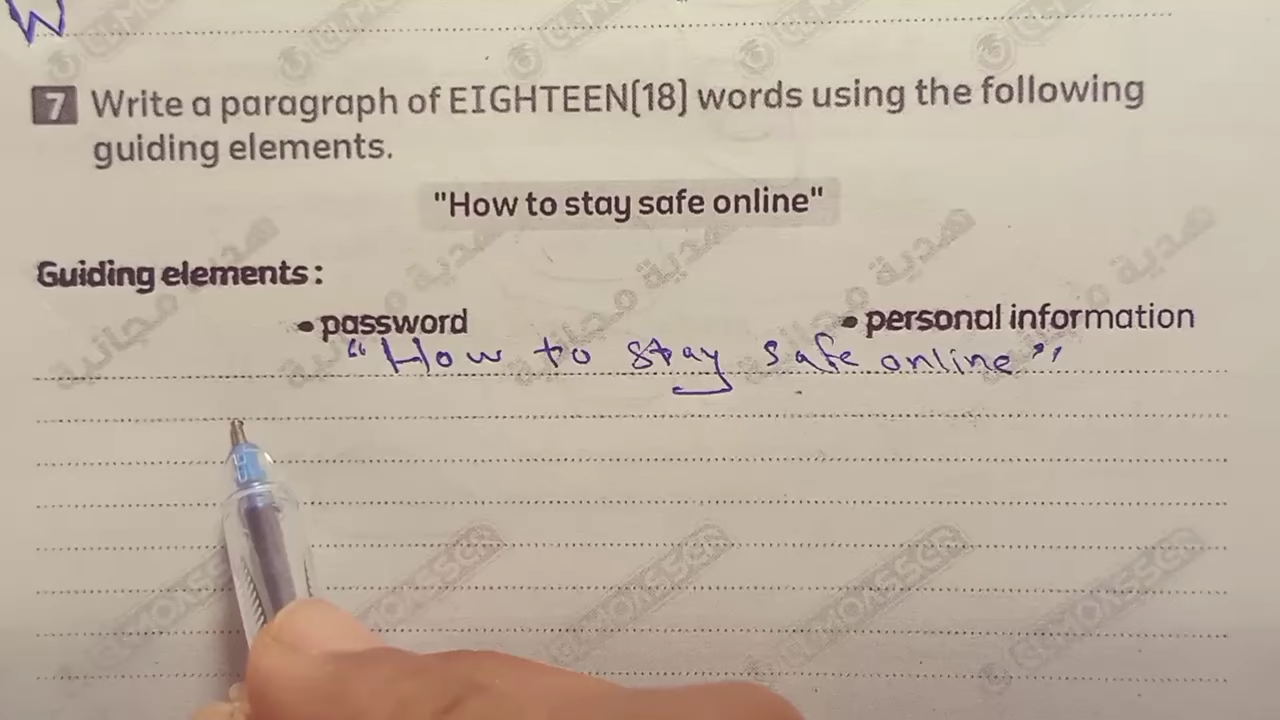 7 Write a paragraph of EIGHTEEN(18) words using the following
guiding elements.
"How to stay safe online"
Guiding elements :
• password • personal information
"How to stay safe online"